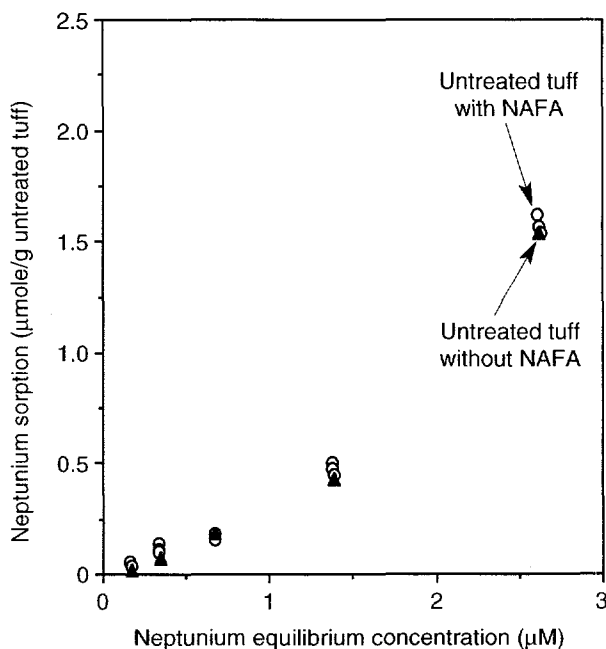 2.5
2.0
1.5
1.0
0.5
0
0
1
2
3
Neptunium sorption (μmole/g untreated tuff)
Untreated tuff
with NAFA
Untreated tuff
without NAFA
Neptunium equilibrium concentration (μM)